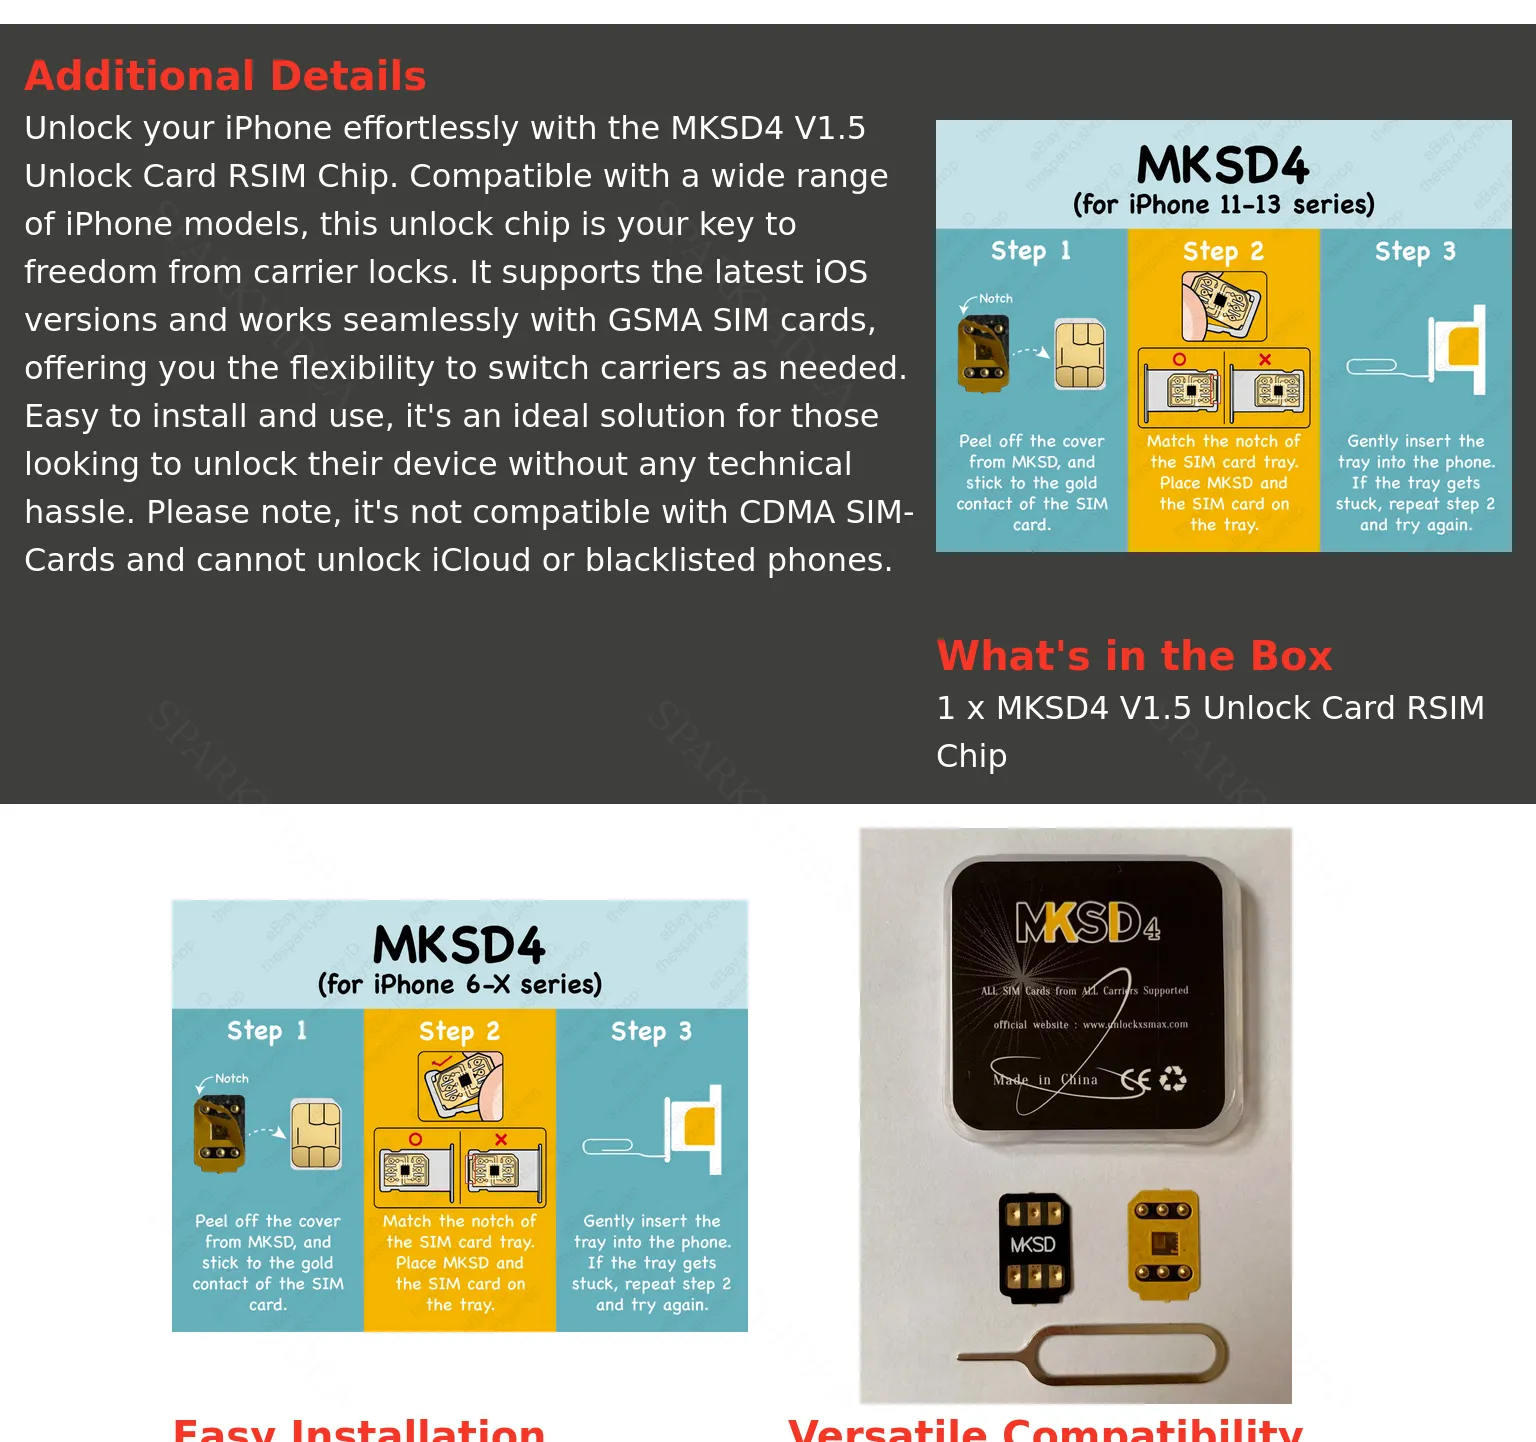 Additional Details
Unlock your iPhone effortlessly with the MKSD4 V1.5
Unlock Card RSIM Chip. Compatible with a wide range
of iPhone models, this unlock chip is your key to
freedom from carrier locks. It supports the latest iOS
versions and works seamlessly with GSMA SIM cards,
offering you the flexibility to switch carriers as needed.
Easy to install and use, it's an ideal solution for those
looking to unlock their device without any technical
hassle. Please note, it's not compatible with CDMA SIM-
Cards and cannot unlock iCloud or blacklisted phones.
MKSD4
(for iPhone 11-13 series)
Step 1
Notch
Peel off the cover
from MKSD, and
stick to the gold
contact of the SIM
card.
Step 2
Match the notch of
the SIM card tray.
Place MKSD and
the SIM card on
the tray.
Step 3
Gently insert the
tray into the phone.
If the tray gets
stuck, repeat step 2
and try again.
What's in the Box
1 x MKSD4 V1.5 Unlock Card RSIM
Chip
MKSD4
(for iPhone 6-X series)
Step 1
Notch
Peel off the cover
from MKSD, and
stick to the gold
contact of the SIM
card.
Step 2
Match the notch of
the SIM card tray.
Place MKSD and
the SIM card on
the tray.
Step 3
Gently insert the
tray into the phone.
If the tray gets
stuck, repeat step 2
and try again.
MKSD4
ALL SIM Cards from ALL Carriers Supported
official website : www.unlockxsmax.com
Made in China CE
MKSD
Easy Installation
Versatile Compatibility